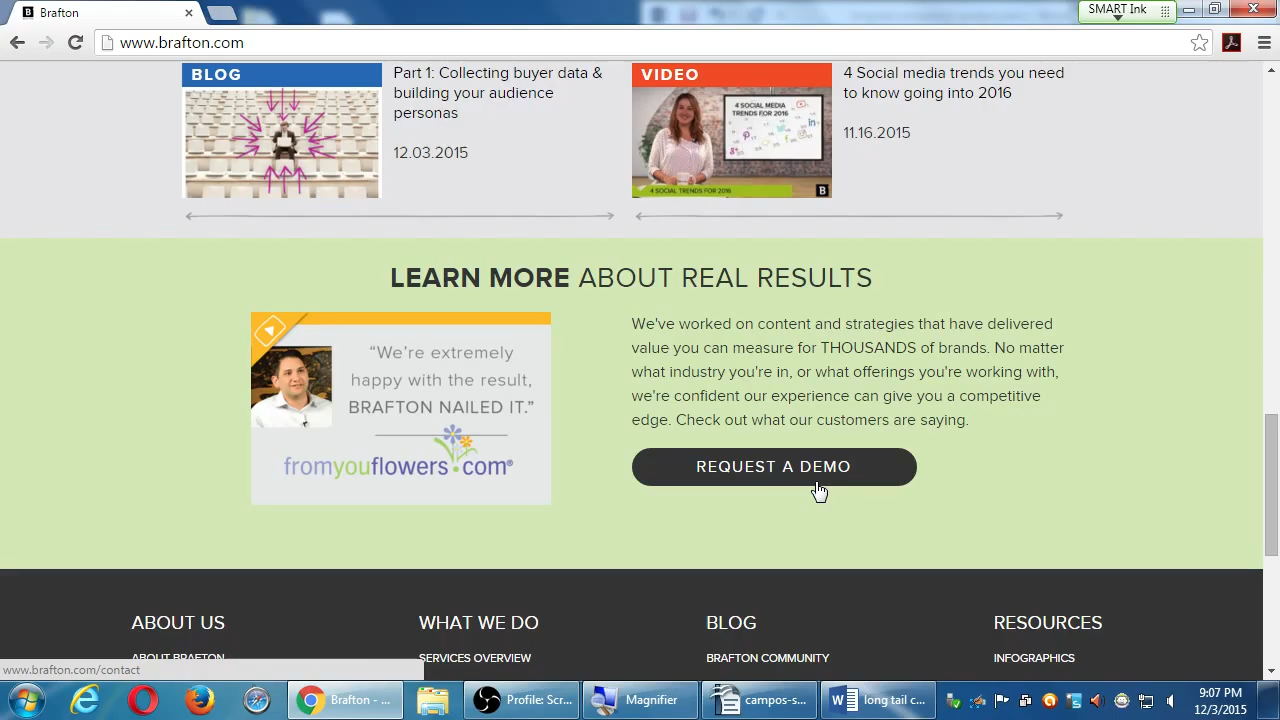 Brafton
SMART Ink
www.brafton.com
BLOG
Part 1: Collecting buyer data &
building your audience
personas
12.03.2015
VIDEO
4 SOCIAL MEDIA
TRENDS FOR 2016
4 SOCIAL TRENDS FOR 2016
4 Social media trends you need
to know going into 2016
11.16.2015
LEARN MORE ABOUT REAL RESULTS
“We're extremely
happy with the result,
BRAFTON NAILED IT.”
fromyouflowers.com®
We've worked on content and strategies that have delivered
value you can measure for THOUSANDS of brands. No matter
what industry you're in, or what offerings you're working with,
we're confident our experience can give you a competitive
edge. Check out what our customers are saying.
REQUEST A DEMO
ABOUT US
WHAT WE DO
BLOG
RESOURCES
ABOUT BRAFTON
SERVICES OVERVIEW
BRAFTON COMMUNITY
INFOGRAPHICS
www.brafton.com/contact
Brafton - ...
Profile: Scr...
Magnifier
campos-s...
long tail c...
9:07 PM
12/3/2015